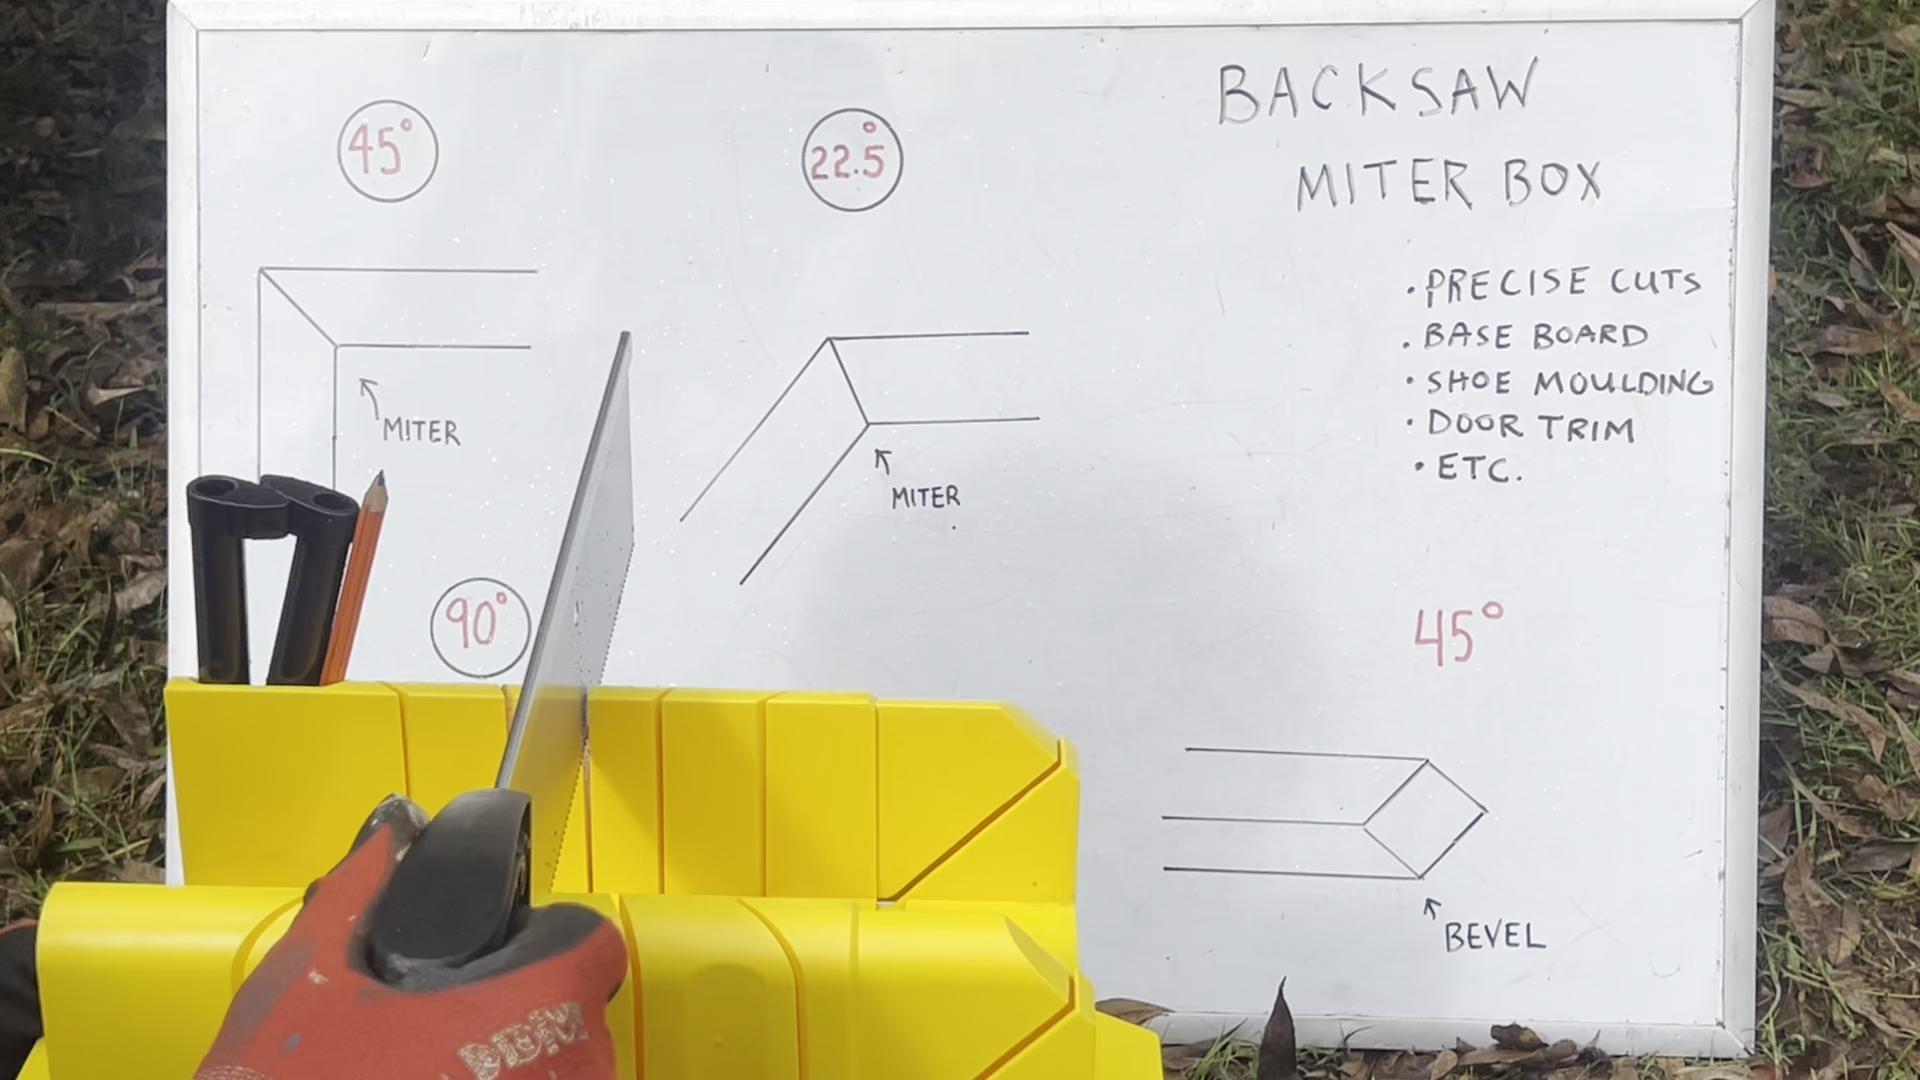 45°
22.5°
BACKSAW
MITER BOX
• PRECISE CUTS
• BASE BOARD
• SHOE MOULDING
• DOOR TRIM
• ETC.
MITER
MITER
90°
45°
BEVEL